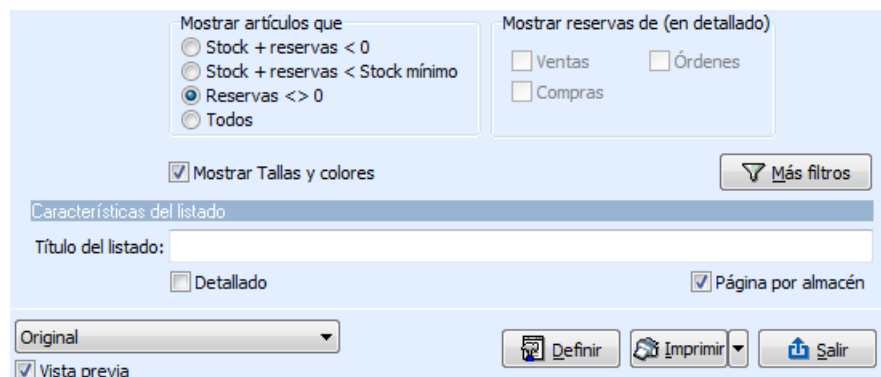 Mostrar artículos que
Mostrar reservas de (en detallado)
Stock + reservas < 0
Stock + reservas < Stock mínimo
Reservas <> 0
Todos
Ventas
Órdenes
Compras
Mostrar Tallas y colores
Más filtros
Características del listado
Título del listado:
Detallado
Página por almacén
Original
Definir
Imprimir
Salir
Vista previa